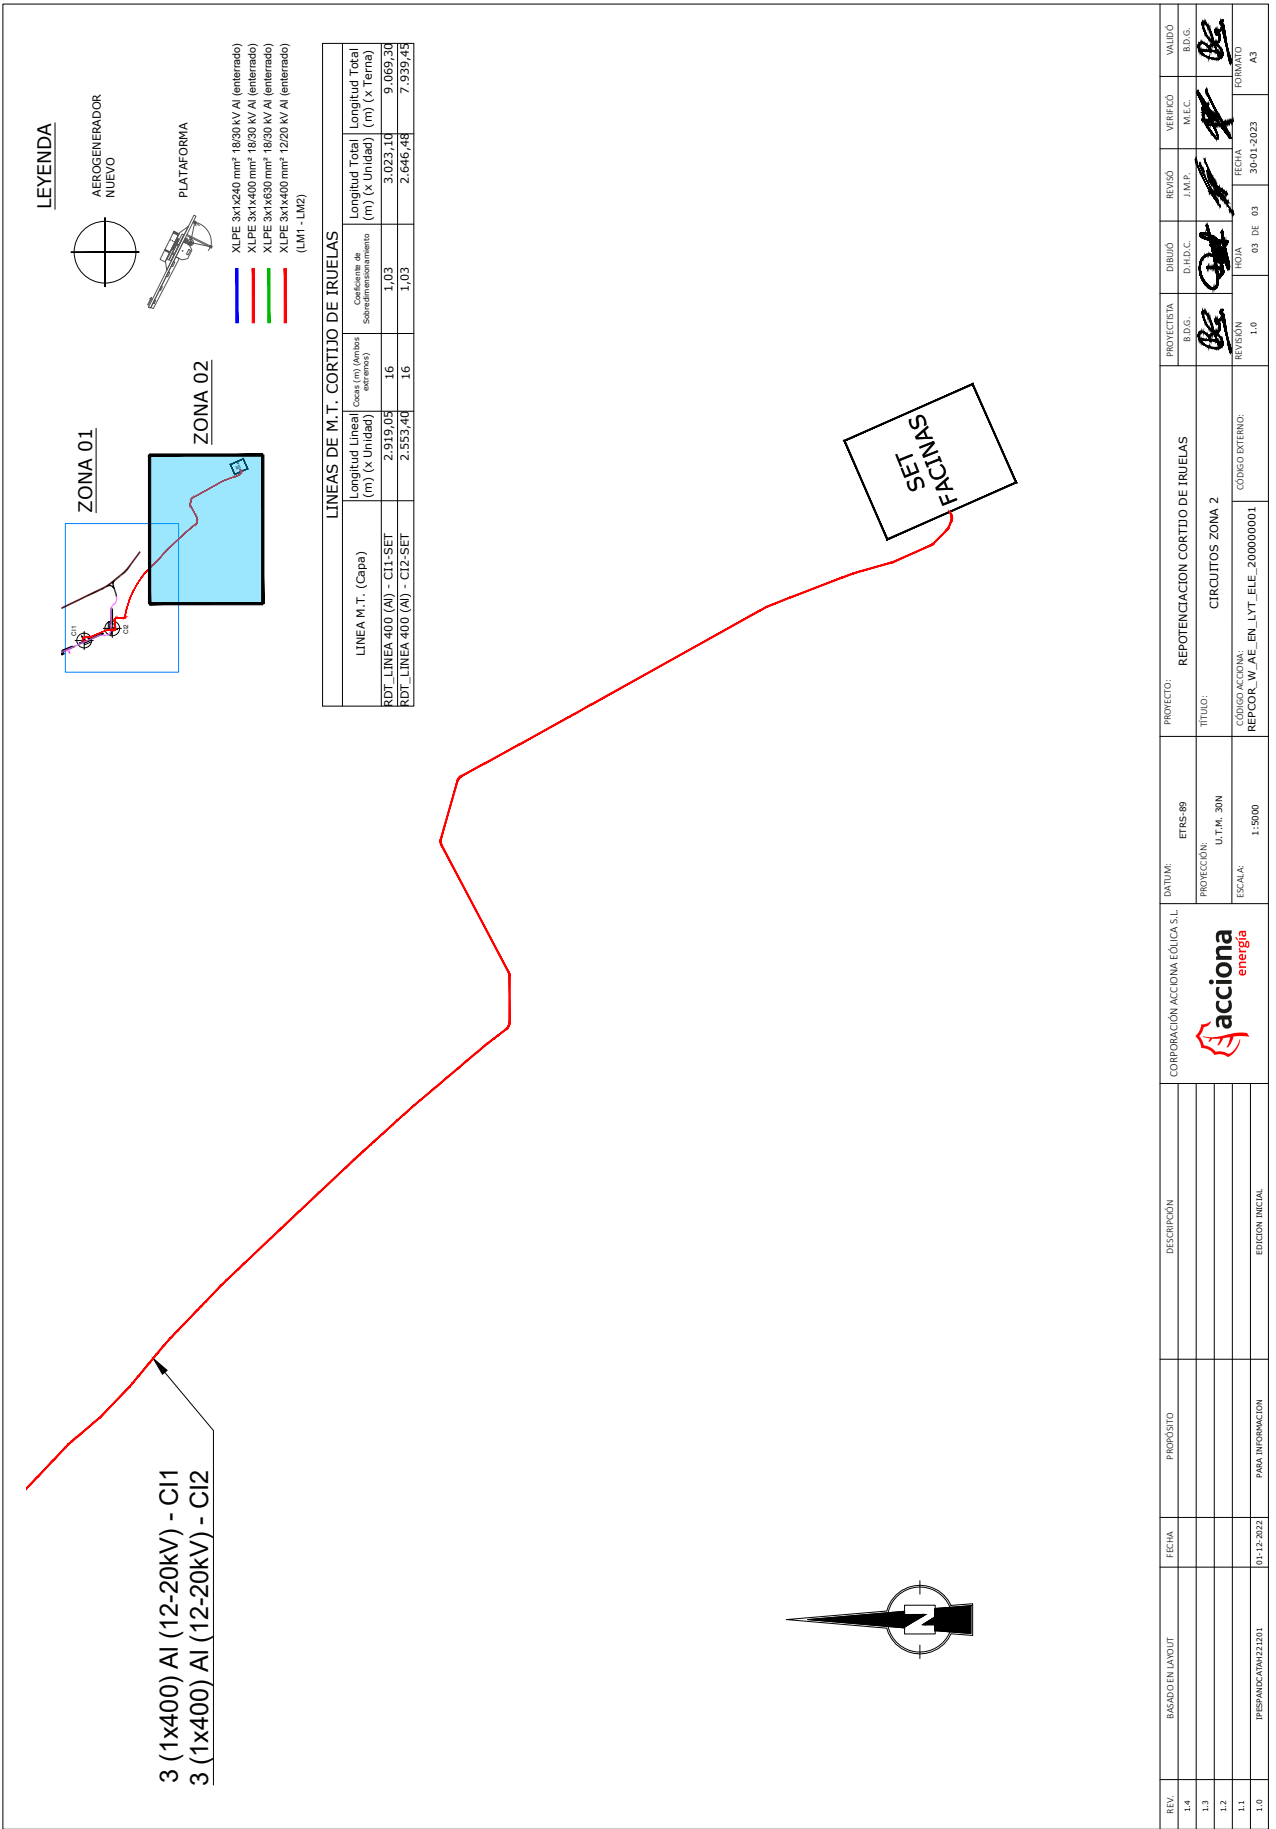 LEYENDA
AEROGENERADOR
NUEVO
PLATAFORMA
XLPE 3x1x240 mm² 18/30 kV Al (enterrado)
XLPE 3x1x400 mm² 18/30 kV Al (enterrado)
XLPE 3x1x630 mm² 18/30 kV Al (enterrado)
XLPE 3x1x400 mm² 12/20 kV Al (enterrado)
(LM1 - LM2)
ZONA 01
ZONA 02
CI1
CI2
LINEAS DE M.T. CORTIJO DE IRUELAS
LINEA M.T. (Capa) Longitud Lineal (m) (x Unidad) Cocas (m) (Ambos extremos) Coeficiente de Sobredimensionamiento Longitud Total (m) (x Unidad) Longitud Total (m) (x Terna)
RDT_LINEA 400 (Al) - CI1-SET 2.919,05 16 1,03 3.023,10 9.069,30
RDT_LINEA 400 (Al) - CI2-SET 2.553,40 16 1,03 2.646,48 7.939,45
SET
FACINAS
3 (1x400) Al (12-20kV) - CI1
3 (1x400) Al (12-20kV) - CI2
N
REV. BASADO EN LAYOUT FECHA PROPÓSITO DESCRIPCIÓN
1.4
1.3
1.2
1.1
1.0 IPESPANDCATAH221201 01-12-2022 PARA INFORMACION EDICION INICIAL
CORPORACIÓN ACCIONA EÓLICA S.L
acciona
energía
DATUM:
ETRS-89
PROYECCIÓN:
U.T.M. 30N
ESCALA:
1:5000
PROYECTO:
REPOTENCIACION CORTIJO DE IRUELAS
TÍTULO:
CIRCUITOS ZONA 2
CÓDIGO ACCIONA:
REPCOR_W_AE_EN_LYT_ELE_200000001
CÓDIGO EXTERNO:
PROYECTISTA DIBUJÓ REVISÓ VERIFICÓ VALIDÓ
B.D.G. D.H.D.C. J.M.P. M.E.C. B.D.G.
REVISIÓN HOJA FECHA FORMATO
1.0 03 DE 03 30-01-2023 A3